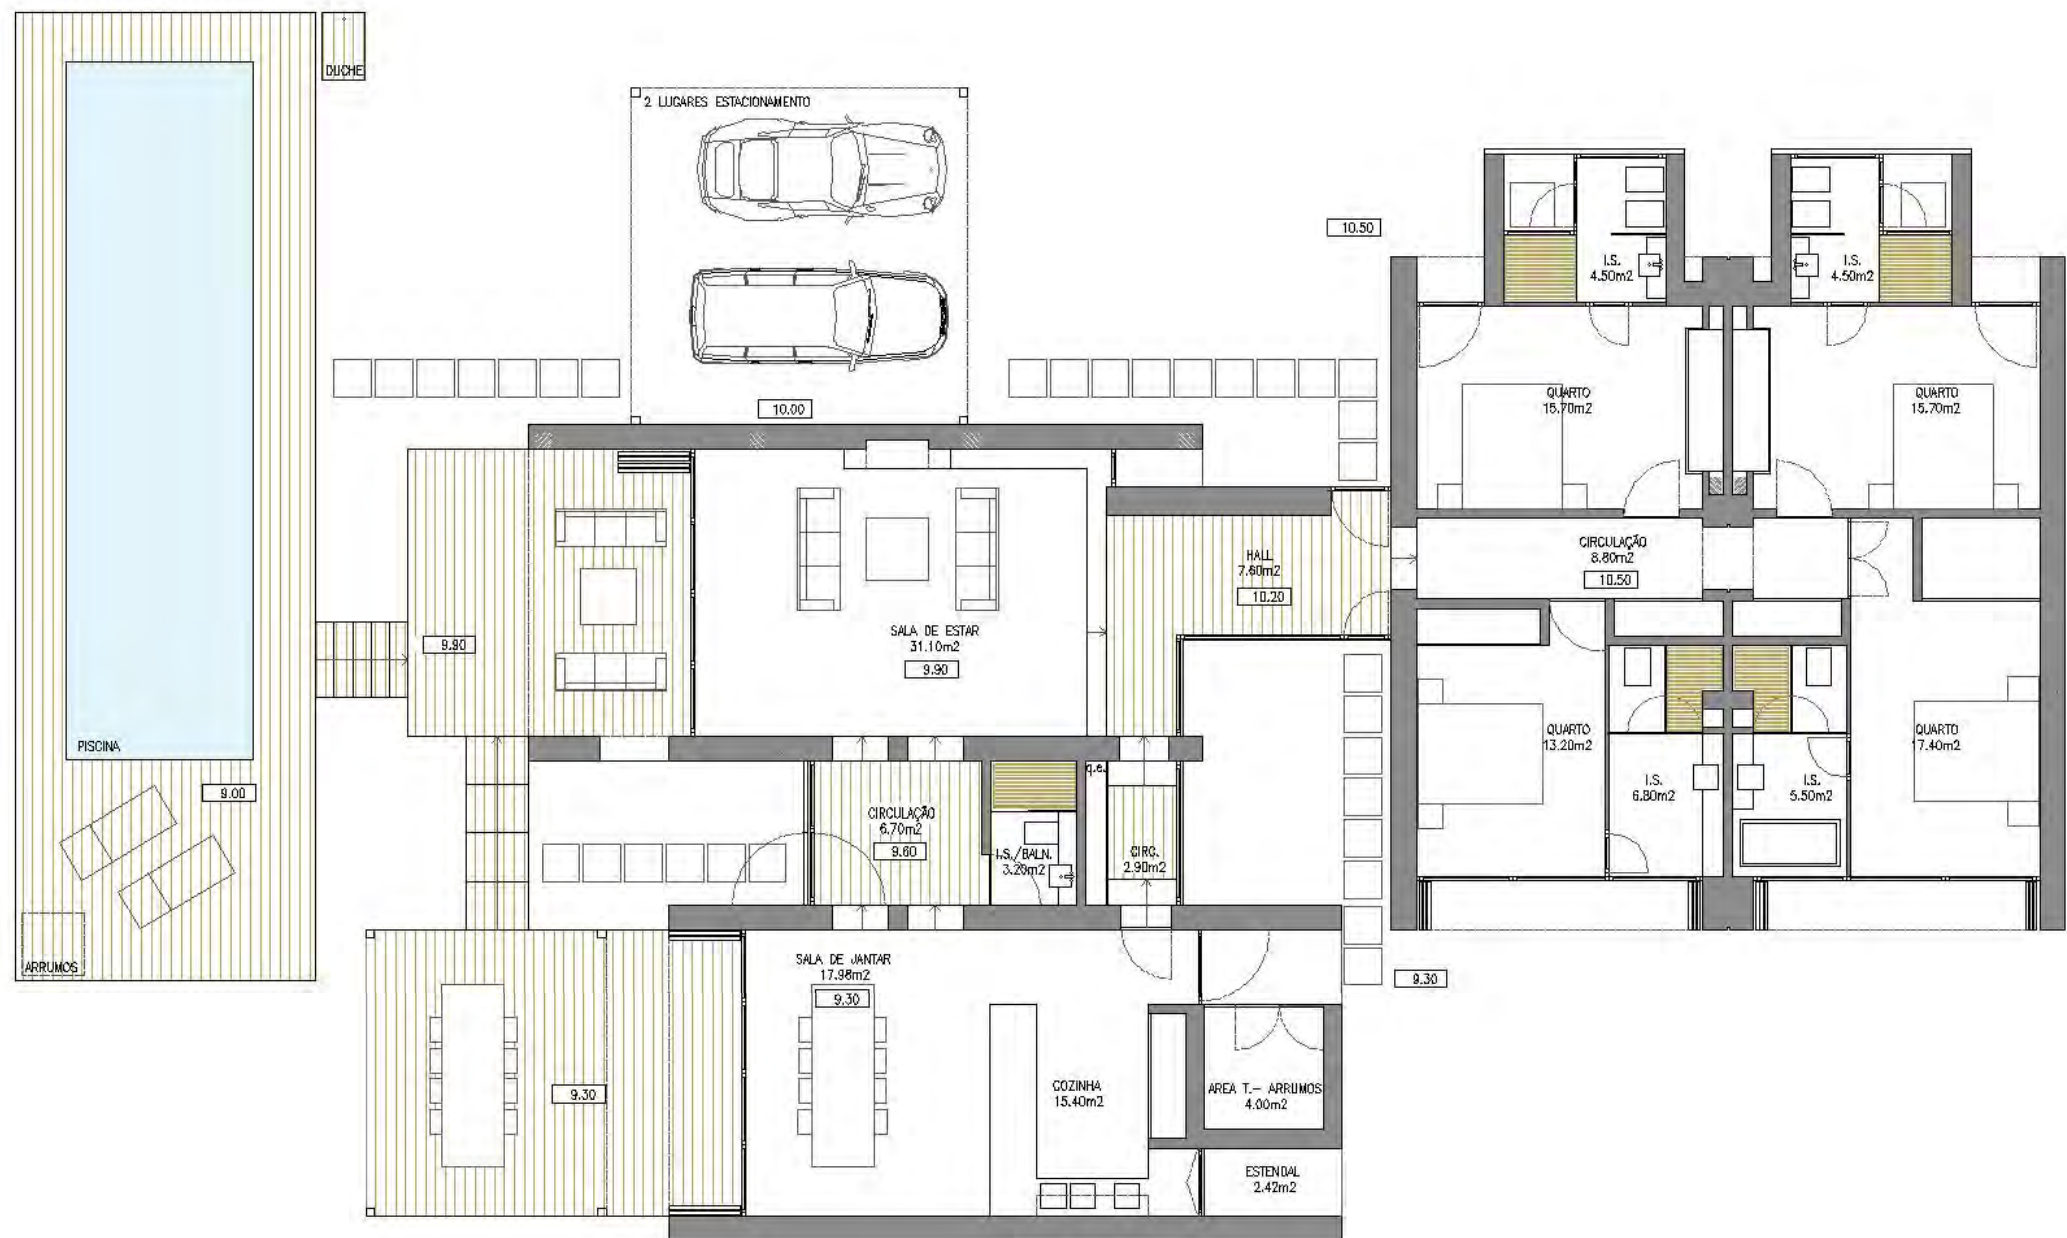 DUCHE
2 LUGARES ESTACIONAMENTO
10.50
I.S.
4.50m2
I.S.
4.50m2
10.00
QUARTO
15.70m2
QUARTO
15.70m2
HALL
7.60m2
10.20
CIRCULAÇÃO
8.80m2
10.50
9.90
SALA DE ESTAR
31.10m2
9.90
PISCINA
9.00
QUARTO
13.20m2
I.S.
6.80m2
I.S.
5.50m2
QUARTO
17.40m2
q.e.
CIRCULAÇÃO
6.70m2
9.60
I.S./BALN.
3.20m2
CIRC.
2.90m2
ARRUMOS
SALA DE JANTAR
17.98m2
9.30
9.30
9.30
COZINHA
15.40m2
AREA T.- ARRUMOS
4.00m2
ESTENDAL
2.42m2